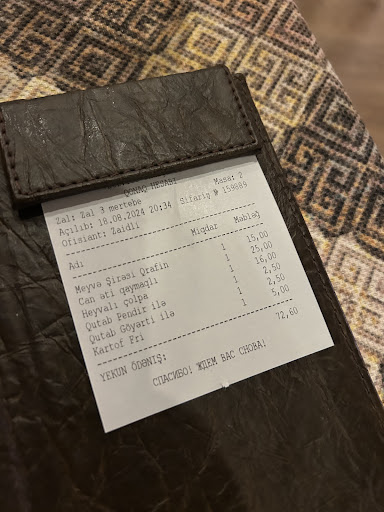 QONAQ HESABI
Zal: Zal 3 mertebe Masa: 2
Açılıb: 18.08.2024 20:34 Sifariş № 159889
Ofisiant: Zaidli
Adı: Miqdar Məbləğ
Meyvə Şirəsi Qrafin 1 15,00
Can əti qaymaqlı 1 25,00
Heyvalı çolpa 1 16,00
Qutab Pendir ilə 1 2,50
Qutab Göyərti ilə 1 2,50
Kartof Fri 1 5,00
YEKUN ÖDƏNİŞ: 72,60
СПАСИБО! ЖДЕМ ВАС СНОВА!